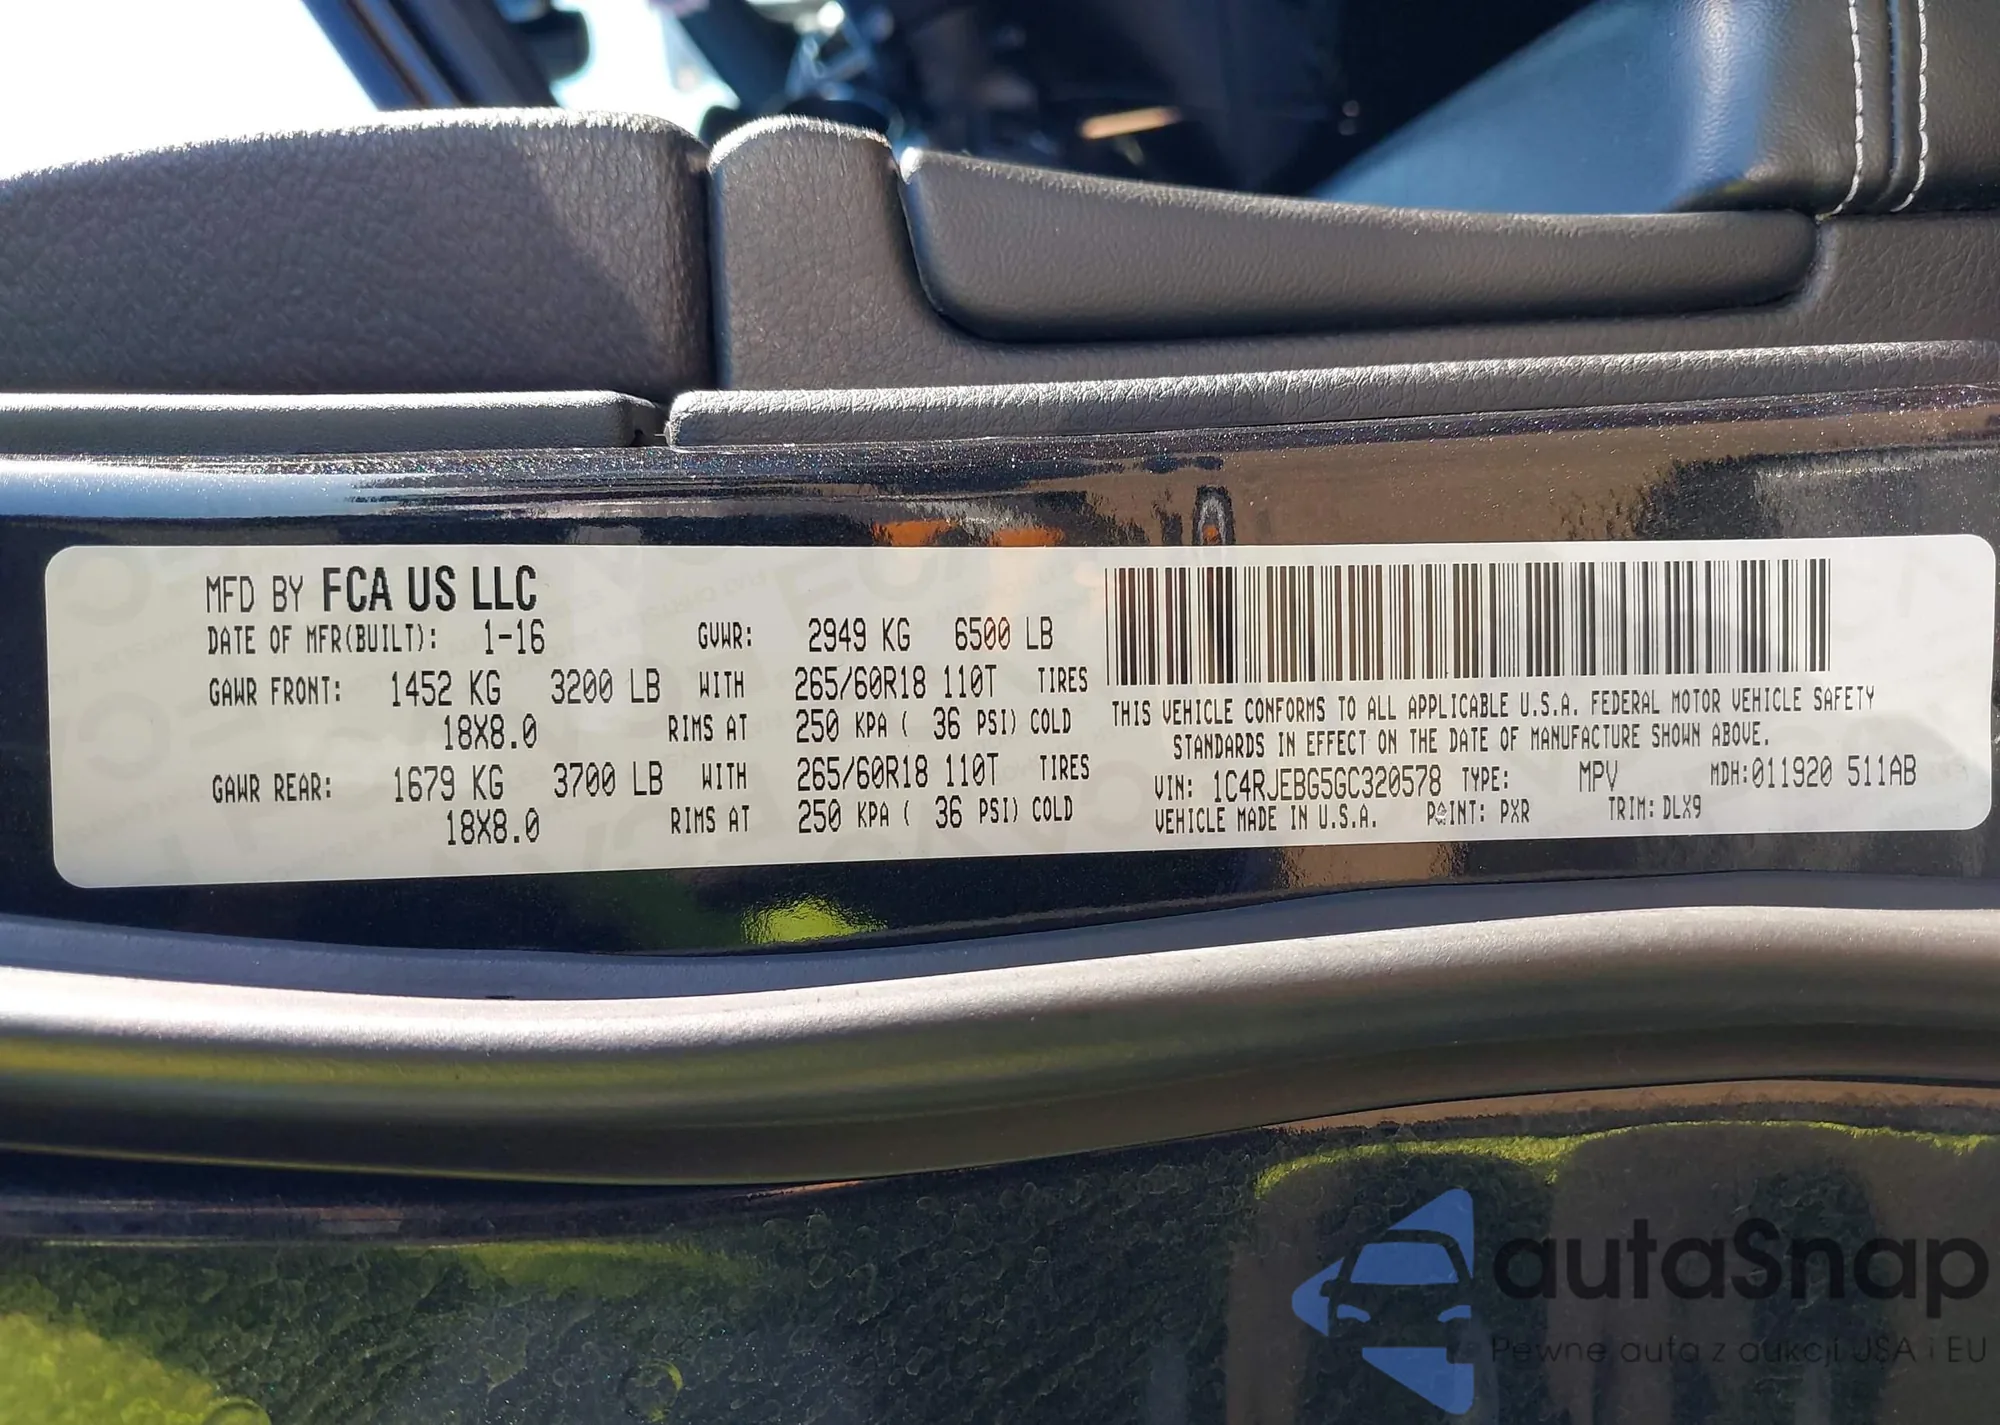 MFD BY FCA US LLC
DATE OF MFR(BUILT): 1-16 GVWR: 2949 KG 6500 LB
GAWR FRONT: 1452 KG 3200 LB WITH 265/60R18 110T TIRES
18X8.0 RIMS AT 250 KPA ( 36 PSI) COLD
GAWR REAR: 1679 KG 3700 LB WITH 265/60R18 110T TIRES
18X8.0 RIMS AT 250 KPA ( 36 PSI) COLD
THIS VEHICLE CONFORMS TO ALL APPLICABLE U.S.A. FEDERAL MOTOR VEHICLE SAFETY
STANDARDS IN EFFECT ON THE DATE OF MANUFACTURE SHOWN ABOVE.
VIN: 1C4RJEBG5GC320578 TYPE: MPV MDH:011920 511AB
VEHICLE MADE IN U.S.A. PAINT: PXR TRIM: DLX9
autaSnap
Pewne auta z aukcji USA i EU